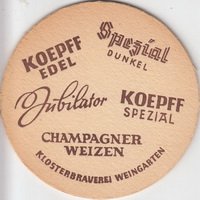 KOEPFF
EDEL
Spezial
DUNKEL
Jubilator
KOEPFF
SPEZIAL
CHAMPAGNER
WEIZEN
KLOSTERBRAUEREI WEINGARTEN